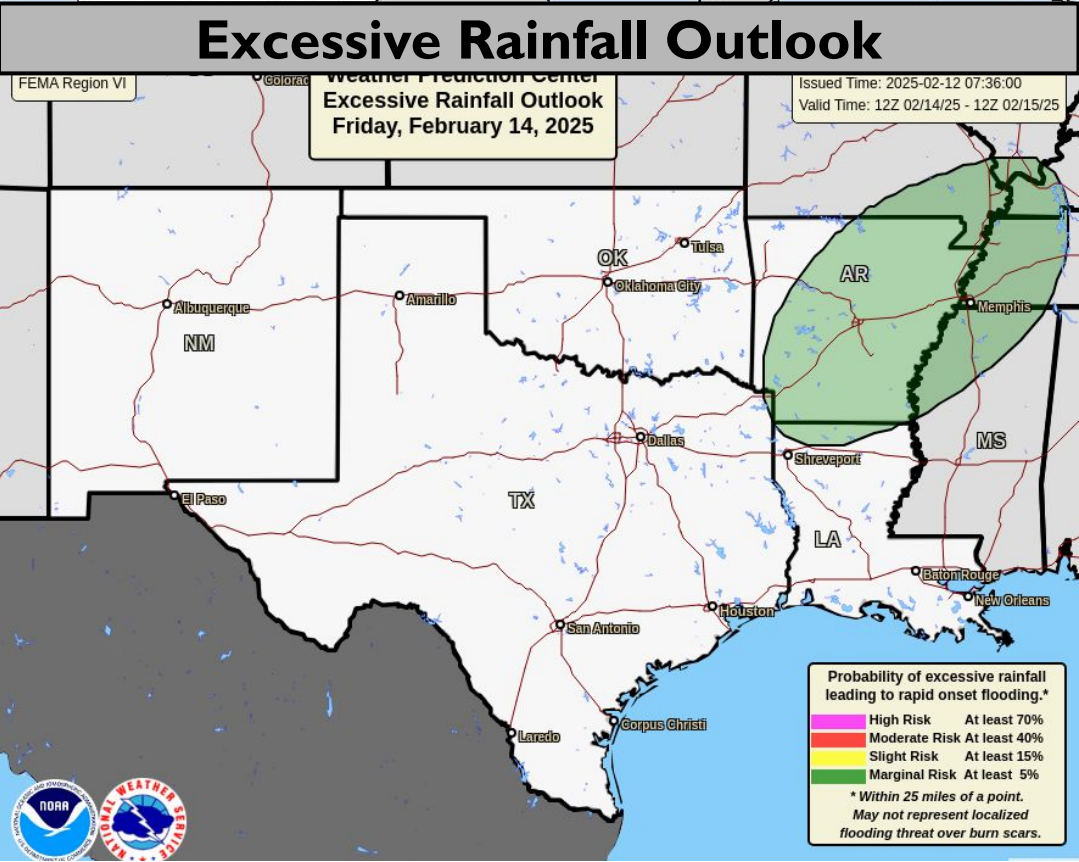 Excessive Rainfall Outlook
FEMA Region VI
Weather Prediction Center
Excessive Rainfall Outlook
Friday, February 14, 2025
Issued Time: 2025-02-12 07:36:00
Valid Time: 12Z 02/14/25 - 12Z 02/15/25
Colorad
Tulsa
OK
Oklahoma City
AR
Albuquerque
Amarillo
Memphis
NM
Dallas
MS
Shreveport
El Paso
TX
LA
Baton Rouge
New Orleans
Houston
San Antonio
Corpus Christi
Laredo
Probability of excessive rainfall
leading to rapid onset flooding.*
High Risk At least 70%
Moderate Risk At least 40%
Slight Risk At least 15%
Marginal Risk At least 5%
* Within 25 miles of a point.
May not represent localized
flooding threat over burn scars.
NOAA
NATIONAL WEATHER SERVICE